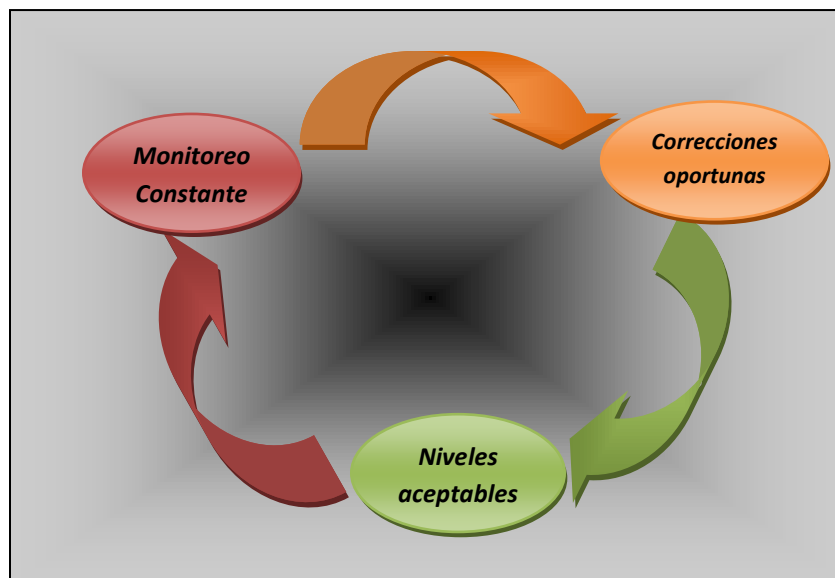 Monitoreo
Constante
Correcciones
oportunas
Niveles
aceptables